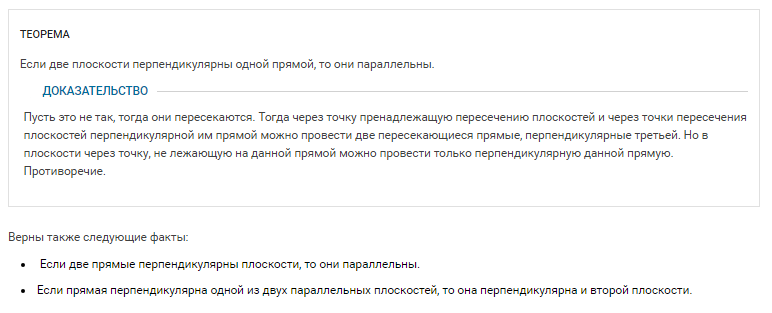 ТЕОРЕМА
Если две плоскости перпендикулярны одной прямой, то они параллельны.
ДОКАЗАТЕЛЬСТВО
Пусть это не так, тогда они пересекаются. Тогда через точку пренадлежащую пересечению плоскостей и через точки пересечения
плоскостей перпендикулярной им прямой можно провести две пересекающиеся прямые, перпендикулярные третьей. Но в
плоскости через точку, не лежающую на данной прямой можно провести только перпендикулярную данной прямую.
Противоречие.
Верны также следующие факты:
• Если две прямые перпендикулярны плоскости, то они параллельны.
• Если прямая перпендикулярна одной из двух параллельных плоскостей, то она перпендикулярна и второй плоскости.